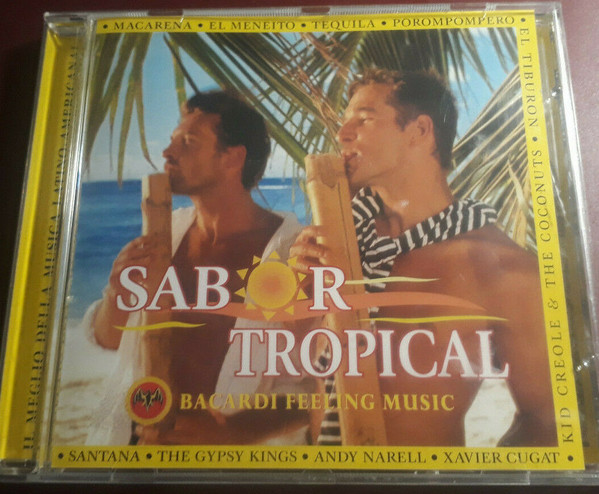 • MACARENA • EL MENEITO • TEQUILA • POROMPOMPERO •
EL TIBURON •
KID CREOLE & THE COCONUTS •
IL MEGLIO DELLA MUSICA LATINO AMERICANA!
SABOR
TROPICAL
BACARDI FEELING MUSIC
• SANTANA • THE GYPSY KINGS • ANDY NARELL • XAVIER CUGAT •